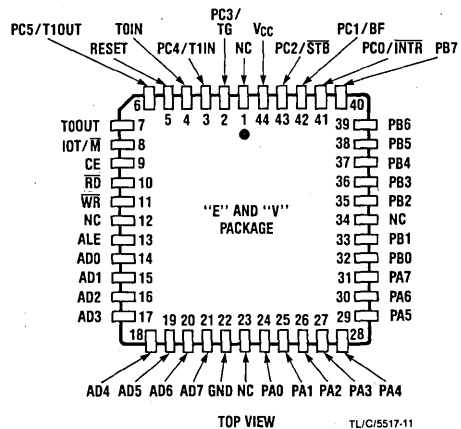 PC5/T1OUT
RESET
T0IN
PC4/T1IN
PC3/
TG
NC
VCC
PC2/STB
PC1/BF
PC0/INTR
PB7
6 5 4 3 2 1 44 43 42 41 40
T0OUT 7
IOT/M 8
CE 9
RD 10
WR 11
NC 12
ALE 13
AD0 14
AD1 15
AD2 16
AD3 17
"E" AND "V"
PACKAGE
39 PB6
38 PB5
37 PB4
36 PB3
35 PB2
34 NC
33 PB1
32 PB0
31 PA7
30 PA6
29 PA5
18 19 20 21 22 23 24 25 26 27 28
AD4 AD5 AD6 AD7 GND NC PA0 PA1 PA2 PA3 PA4
TOP VIEW
TL/C/5517-11